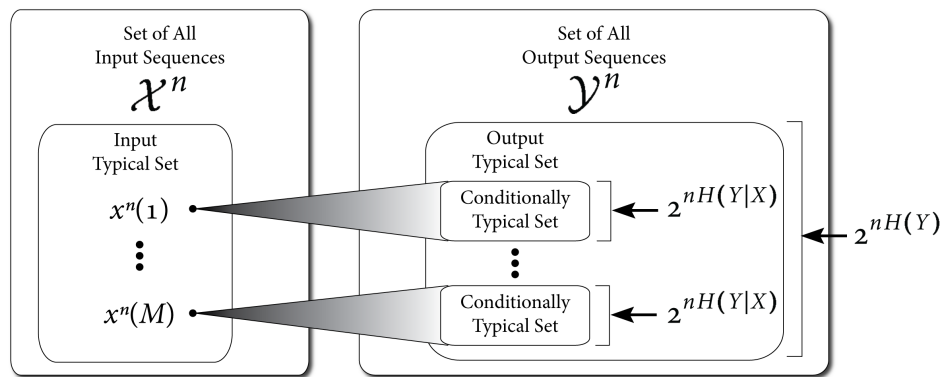 Set of All
Input Sequences
𝒳ⁿ
Input
Typical Set
xⁿ(1)
xⁿ(M)
Set of All
Output Sequences
𝒴ⁿ
Output
Typical Set
Conditionally
Typical Set
2^{nH(Y|X)}
Conditionally
Typical Set
2^{nH(Y|X)}
2^{nH(Y)}